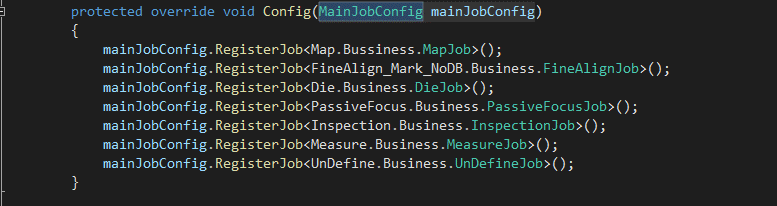 protected override void Config(MainJobConfig mainJobConfig)
{
mainJobConfig.RegisterJob<Map.Bussiness.MapJob>();
mainJobConfig.RegisterJob<FineAlign_Mark_NoDB.Business.FineAlignJob>();
mainJobConfig.RegisterJob<Die.Business.DieJob>();
mainJobConfig.RegisterJob<PassiveFocus.Business.PassiveFocusJob>();
mainJobConfig.RegisterJob<Inspection.Business.InspectionJob>();
mainJobConfig.RegisterJob<Measure.Business.MeasureJob>();
mainJobConfig.RegisterJob<UnDefine.Business.UnDefineJob>();
}